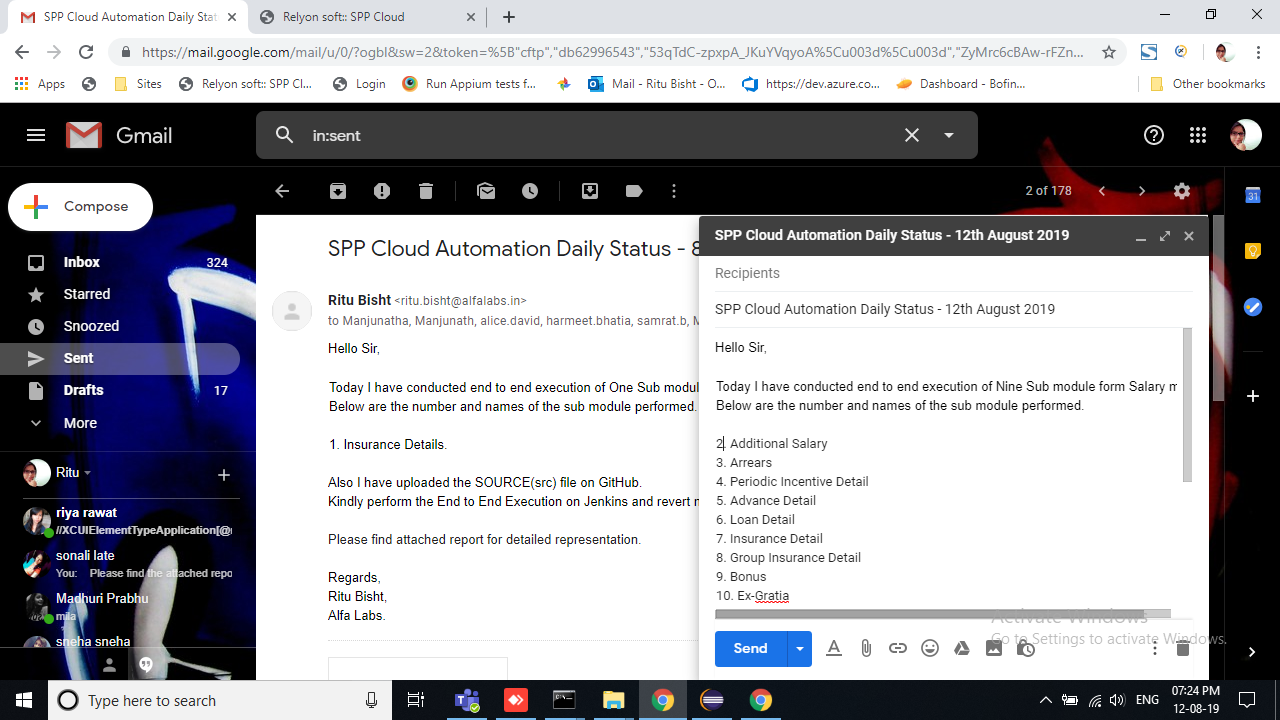 SPP Cloud Automation Daily Stat
Relyon soft:: SPP Cloud
https://mail.google.com/mail/u/0/?ogbl&sw=2&token=%5B"cftp","db62996543","53qTdC-zpxpA_JKuYVqyoA%5Cu003d%5Cu003d","ZyMrc6cBAw-rFZn...
Apps
Sites
Relyon soft:: SPP Cl...
Login
Run Appium tests f...
Mail - Ritu Bisht - O...
https://dev.azure.co...
Dashboard - Bofin...
Other bookmarks
Gmail
in:sent
Compose
2 of 178
Inbox 324
Starred
Snoozed
Sent
Drafts 17
More
Ritu
riya rawat
//XCUIElementTypeApplication[@
sonali late
You: Please find the attached repo
Madhuri Prabhu
mila
sneha sneha
SPP Cloud Automation Daily Status - 8
Ritu Bisht <ritu.bisht@alfalabs.in>
to Manjunatha, Manjunath, alice.david, harmeet.bhatia, samrat.b, M
Hello Sir,
Today I have conducted end to end execution of One Sub modul
Below are the number and names of the sub module performed.
1. Insurance Details.
Also I have uploaded the SOURCE(src) file on GitHub.
Kindly perform the End to End Execution on Jenkins and revert m
Please find attached report for detailed representation.
Regards,
Ritu Bisht,
Alfa Labs.
SPP Cloud Automation Daily Status - 12th August 2019
Recipients
SPP Cloud Automation Daily Status - 12th August 2019
Hello Sir,
Today I have conducted end to end execution of Nine Sub module form Salary m
Below are the number and names of the sub module performed.
2. Additional Salary
3. Arrears
4. Periodic Incentive Detail
5. Advance Detail
6. Loan Detail
7. Insurance Detail
8. Group Insurance Detail
9. Bonus
10. Ex-Gratia
Activate Windows
Go to Settings to activate Windows.
Send
31
Type here to search
ENG
07:24 PM
12-08-19